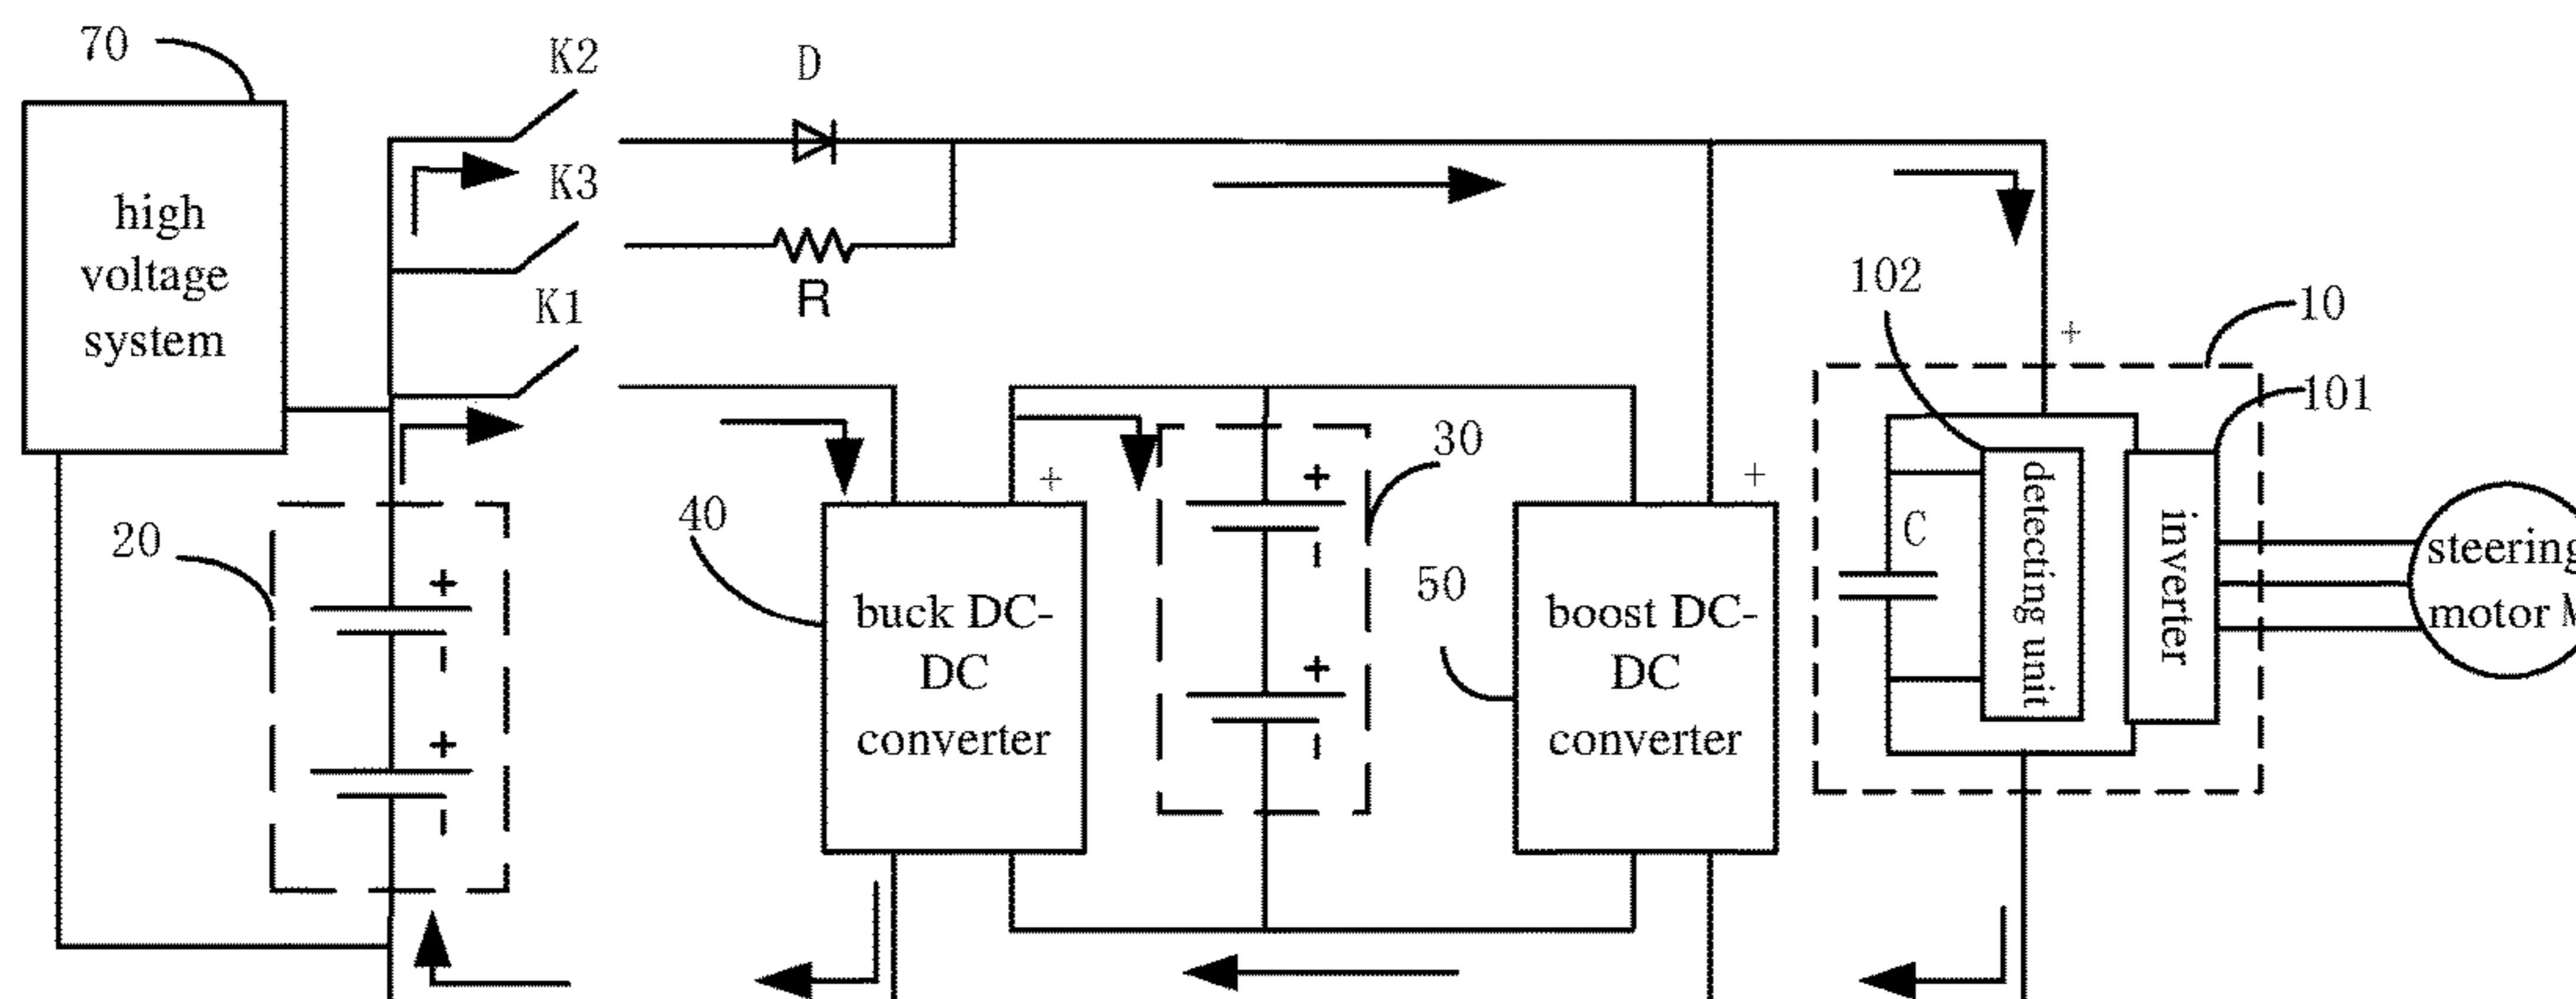 70
K2
D
K3
high
voltage
system
R
K1
102
10
+
101
30
+
+
+
20
40
detecting unit
C
inverter
steering
motor M
50
+
-
buck DC-
DC
converter
boost DC-
DC
converter
-
+
-
+
-